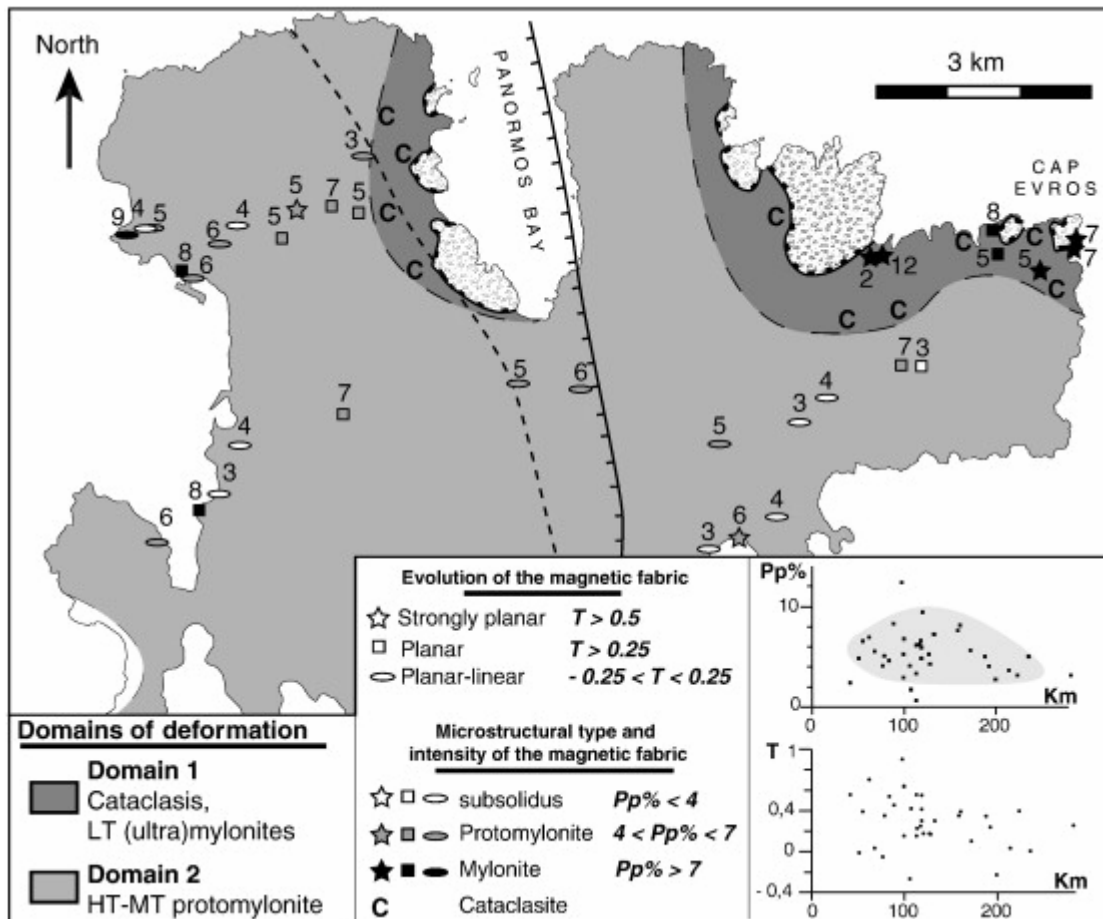 North
PANORMOS BAY
3 km
CAP
EVROS
3
5
7
5
5
4
6
9
4
5
8
6
8
7
7
5
5
2
12
C
C
C
C
C
C
C
C
C
C
5
6
7
3
7
4
3
5
4
3
8
6
4
6
3
Evolution of the magnetic fabric
Strongly planar T > 0.5
Planar T > 0.25
Planar-linear - 0.25 < T < 0.25
Microstructural type and
intensity of the magnetic fabric
subsolidus Pp% < 4
Protomylonite 4 < Pp% < 7
Mylonite Pp% > 7
C Cataclasite
Domains of deformation
Domain 1
Cataclasis,
LT (ultra)mylonites
Domain 2
HT-MT protomylonite
Pp%
10
0
Km
0 100 200
T
1
0,4
0
- 0,4
Km